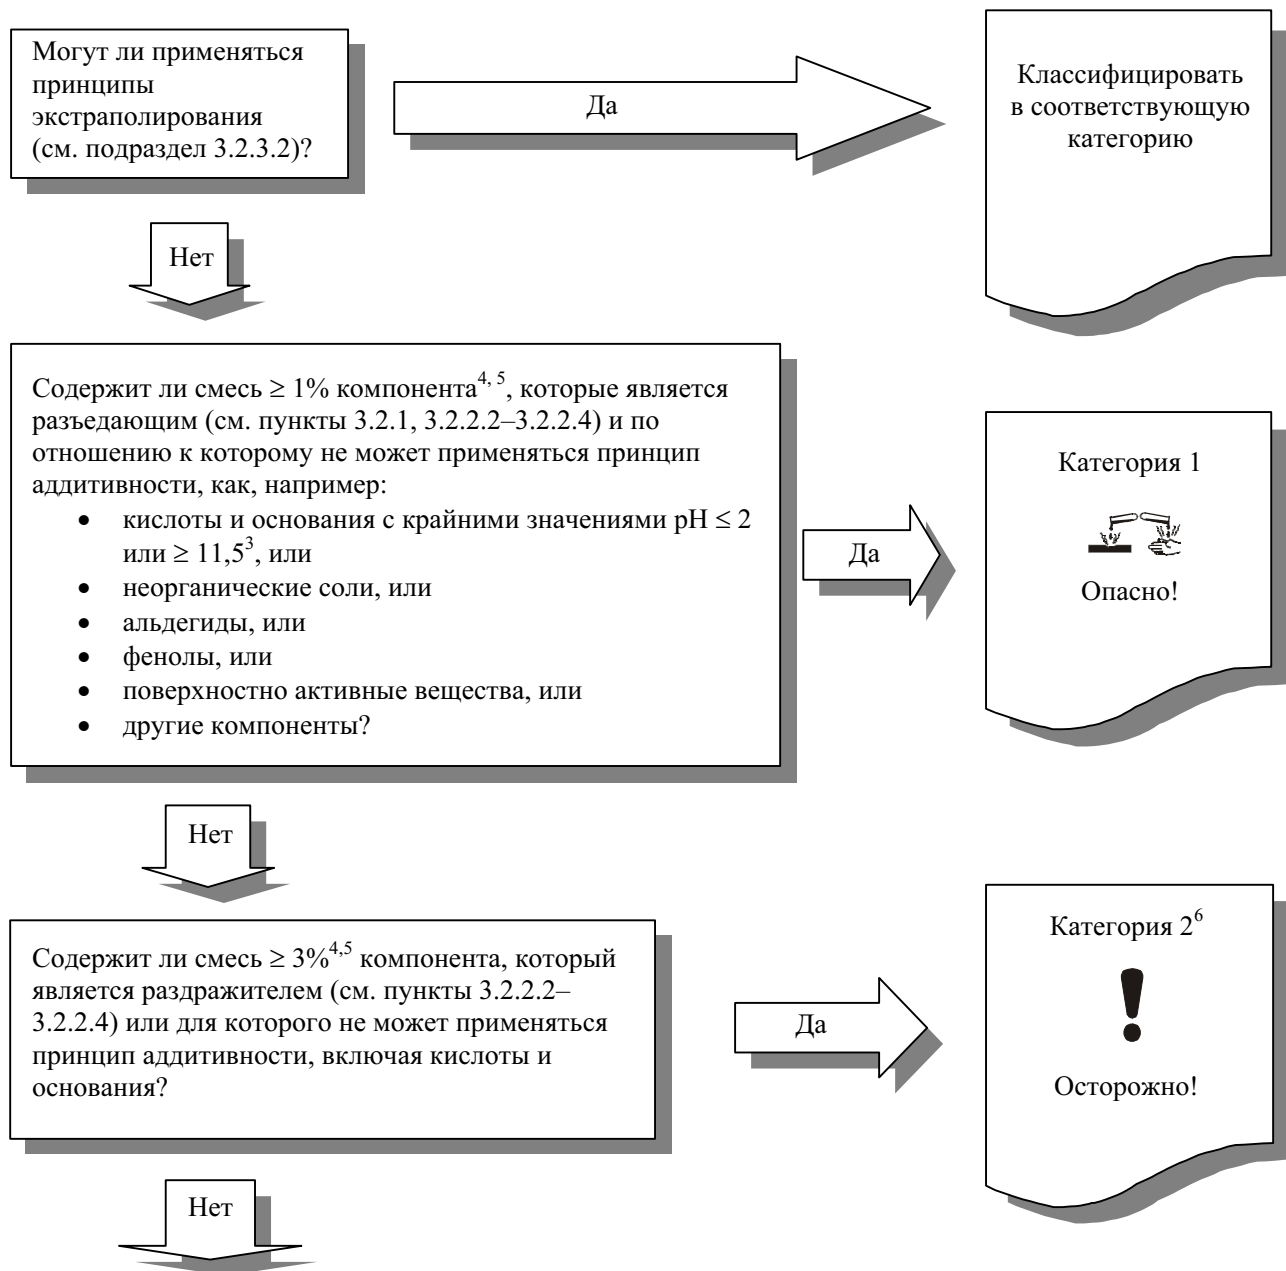 Могут ли применяться
принципы
экстраполирования
(см. подраздел 3.2.3.2)?
Да
Классифицировать
в соответствующую
категорию
Нет
Содержит ли смесь ≥ 1% компонента4, 5, которые является
разъедающим (см. пункты 3.2.1, 3.2.2.2–3.2.2.4) и по
отношению к которому не может применяться принцип
аддитивности, как, например:
• кислоты и основания с крайними значениями pH ≤ 2
или ≥ 11,53, или
• неорганические соли, или
• альдегиды, или
• фенолы, или
• поверхностно активные вещества, или
• другие компоненты?
Да
Категория 1
Опасно!
Нет
Содержит ли смесь ≥ 3%4,5 компонента, который
является раздражителем (см. пункты 3.2.2.2–
3.2.2.4) или для которого не может применяться
принцип аддитивности, включая кислоты и
основания?
Да
Категория 26
Осторожно!
Нет